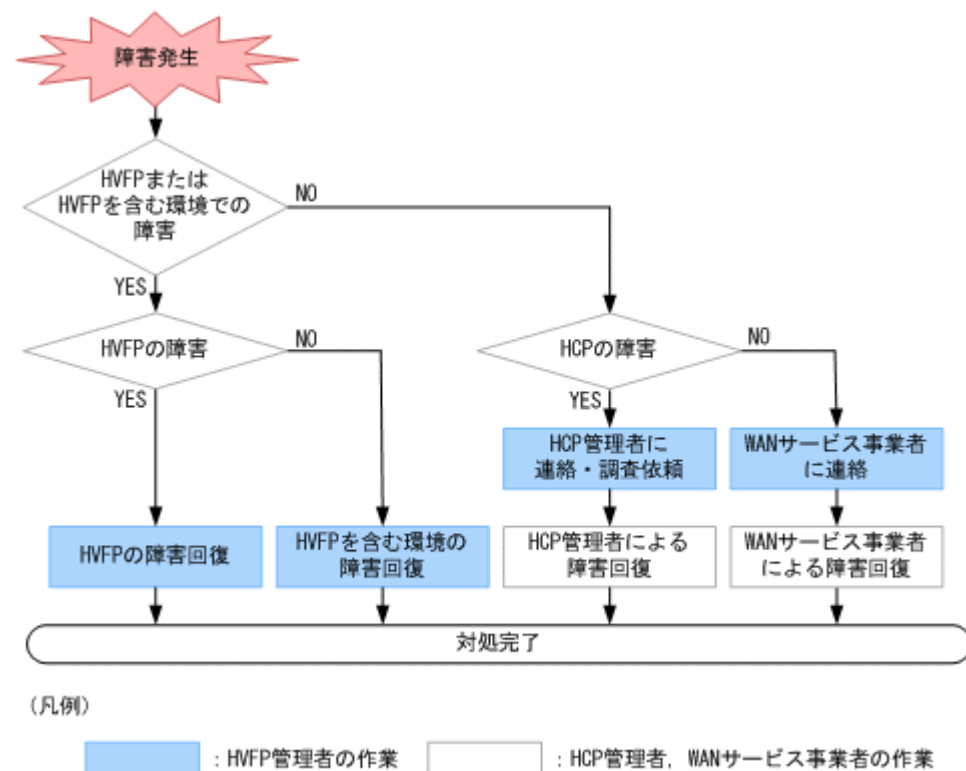 障害発生
HVFPまたは
HVFPを含む環境での
障害
NO
YES
HVFPの障害
NO
YES
HCPの障害
NO
YES
HCP管理者に
連絡・調査依頼
WANサービス事業者
に連絡
HVFPの障害回復
HVFPを含む環境の
障害回復
HCP管理者による
障害回復
WANサービス事業者
による障害回復
対処完了
(凡例)
：HVFP管理者の作業
：HCP管理者，WANサービス事業者の作業